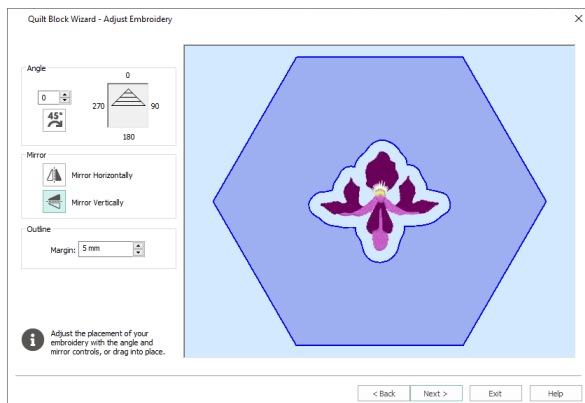 Quilt Block Wizard - Adjust Embroidery
Angle
0
0
270
90
45°
180
Mirror
Mirror Horizontally
Mirror Vertically
Outline
Margin: 5 mm
Adjust the placement of your
embroidery with the angle and
mirror controls, or drag into place.
< Back
Next >
Exit
Help